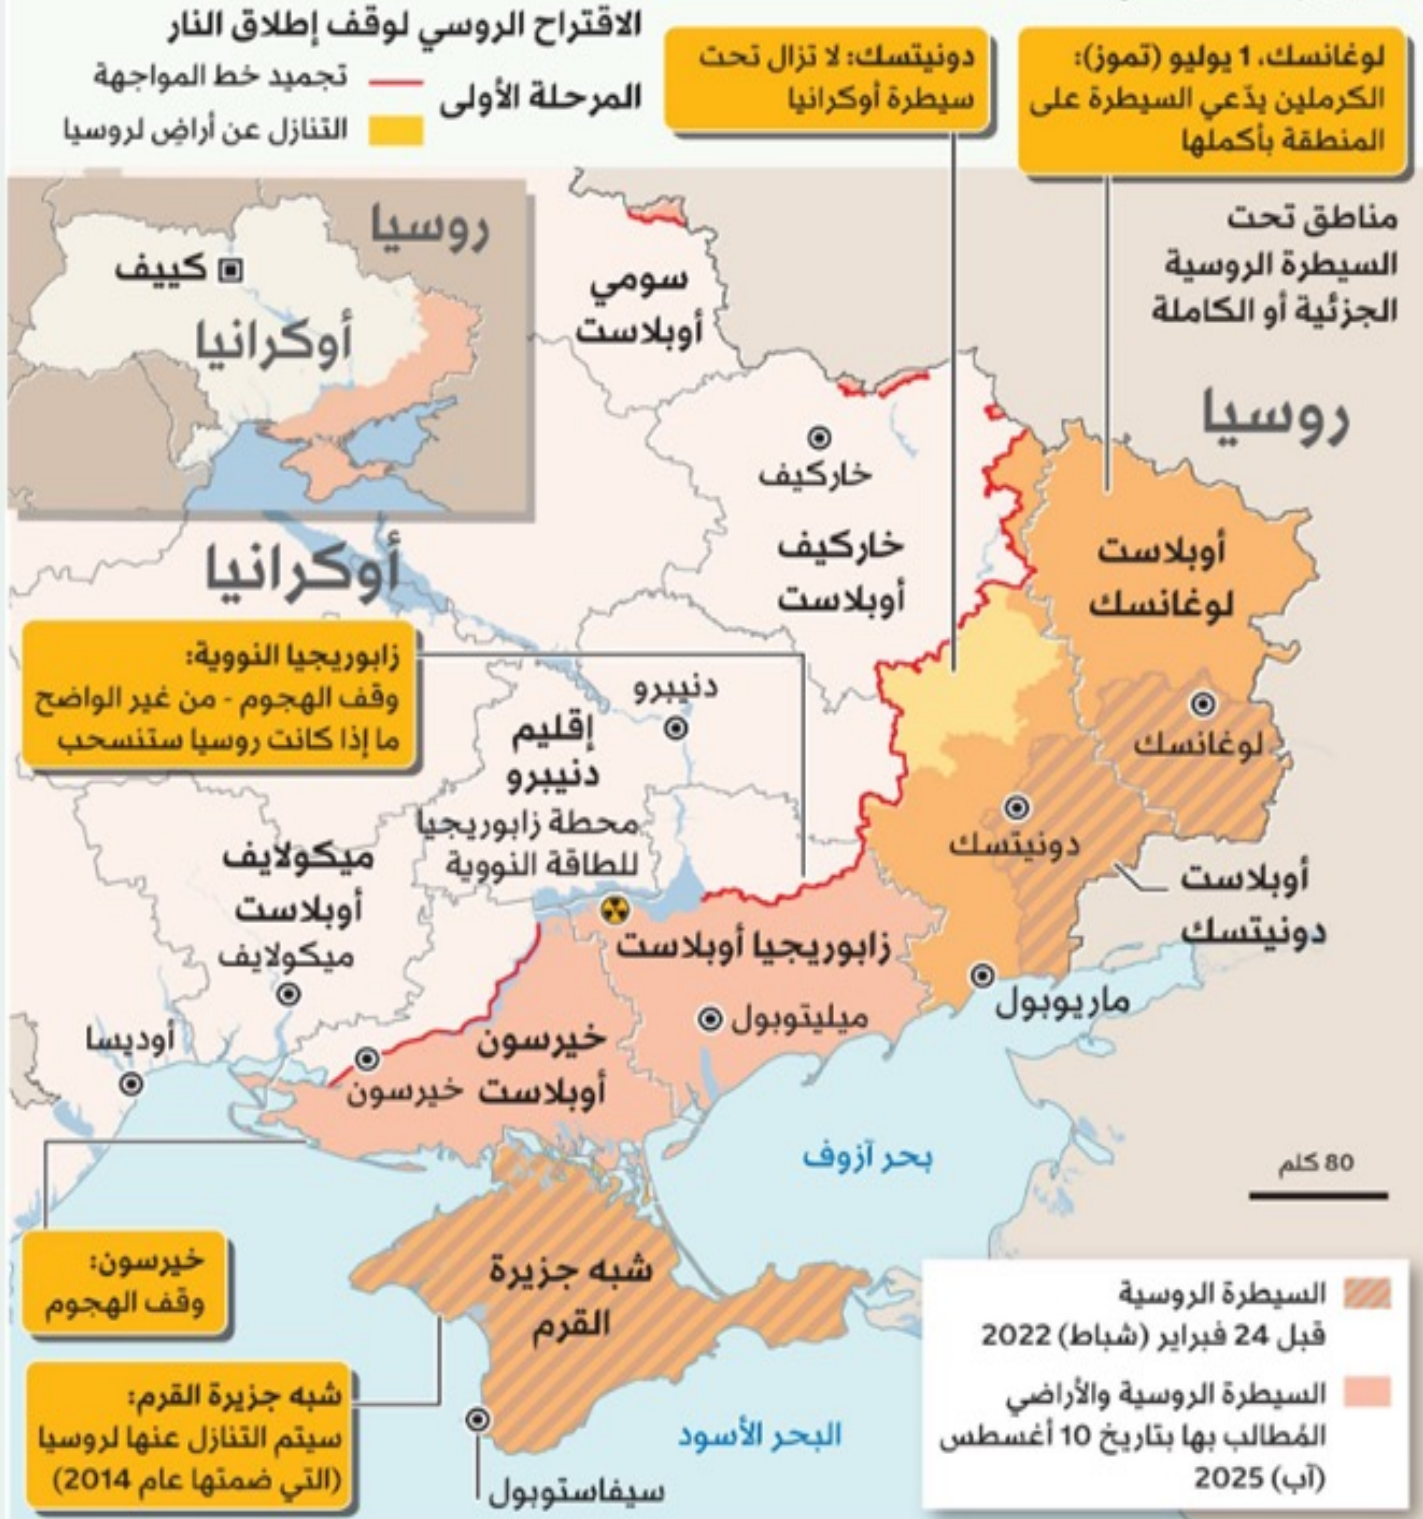 الاقتراح الروسي لوقف إطلاق النار
المرحلة الأولى
تجميد خط المواجهة
التنازل عن أراضٍ لروسيا
لوغانسك، 1 يوليو (تموز):
الكرملين يدّعي السيطرة على
المنطقة بأكملها
دونيتسك: لا تزال تحت
سيطرة أوكرانيا
مناطق تحت
السيطرة الروسية
الجزئية أو الكاملة
روسيا
روسيا
كييف
أوكرانيا
سومي
أوبلاست
خاركيف
خاركيف
أوبلاست
أوبلاست
لوغانسك
لوغانسك
أوكرانيا
زابوريجيا النووية:
وقف الهجوم - من غير الواضح
ما إذا كانت روسيا ستنسحب
دنيبرو
إقليم
دنيبرو
محطة زابوريجيا
للطاقة النووية
دونيتسك
أوبلاست
دونيتسك
ميكولايف
أوبلاست
ميكولايف
زابوريجيا أوبلاست
ميليتوبول
ماريوبول
أوديسا
خيرسون
أوبلاست
خيرسون
بحر آزوف
80 كلم
خيرسون:
وقف الهجوم
شبه جزيرة
القرم
شبه جزيرة القرم:
سيتم التنازل عنها لروسيا
(التي ضمتها عام 2014)
البحر الأسود
سيفاستوبول
السيطرة الروسية
قبل 24 فبراير (شباط) 2022
السيطرة الروسية والأراضي
المُطالب بها بتاريخ 10 أغسطس
(آب) 2025